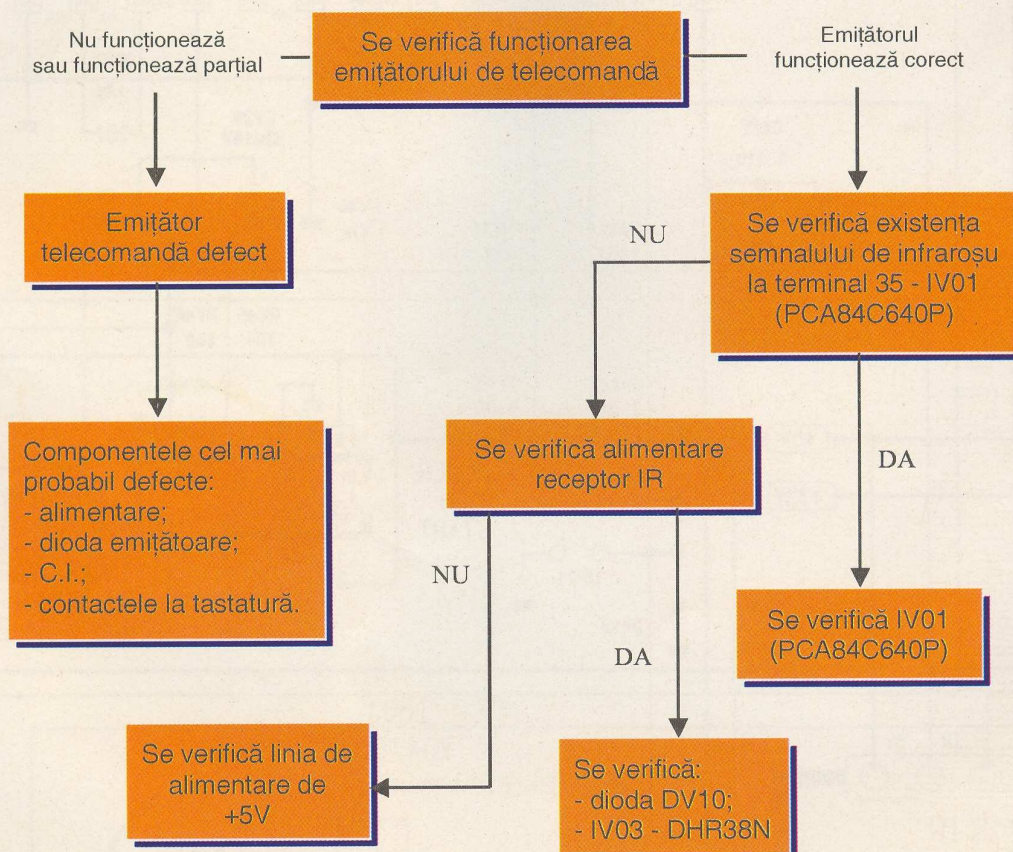 Nu funcționează
sau funcționează parțial
Se verifică funcționarea
emițătorului de telecomandă
Emițătorul
funcționează corect
Emițător
telecomandă defect
NU
Se verifică existența
semnalului de infraroșu
la terminal 35 - IV01
(PCA84C640P)
Componentele cel mai
probabil defecte:
- alimentare;
- dioda emițătoare;
- C.I.;
- contactele la tastatură.
Se verifică alimentare
receptor IR
DA
NU
DA
Se verifică IV01
(PCA84C640P)
Se verifică linia de
alimentare de
+5V
Se verifică:
- dioda DV10;
- IV03 - DHR38N